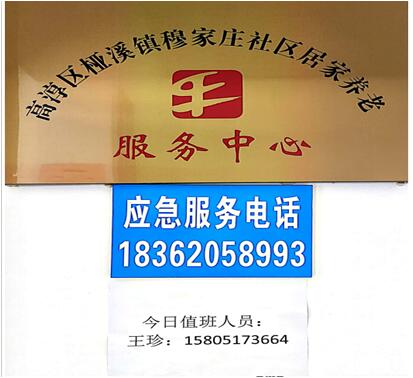 高淳区桠溪镇穆家庄社区居家养老
服务中心
应急服务电话
18362058993
今日值班人员：
王珍：15805173664